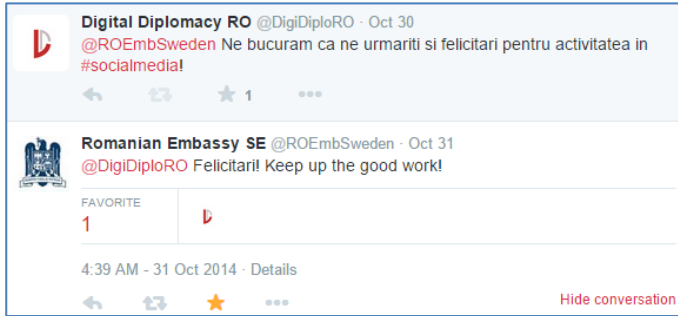 Digital Diplomacy RO @DigiDiploRO · Oct 30
@ROEmbSweden Ne bucuram ca ne urmariti si felicitari pentru activitatea in
#socialmedia!
1
Romanian Embassy SE @ROEmbSweden · Oct 31
@DigiDiploRO Felicitari! Keep up the good work!
FAVORITE
1
4:39 AM - 31 Oct 2014 · Details
Hide conversation